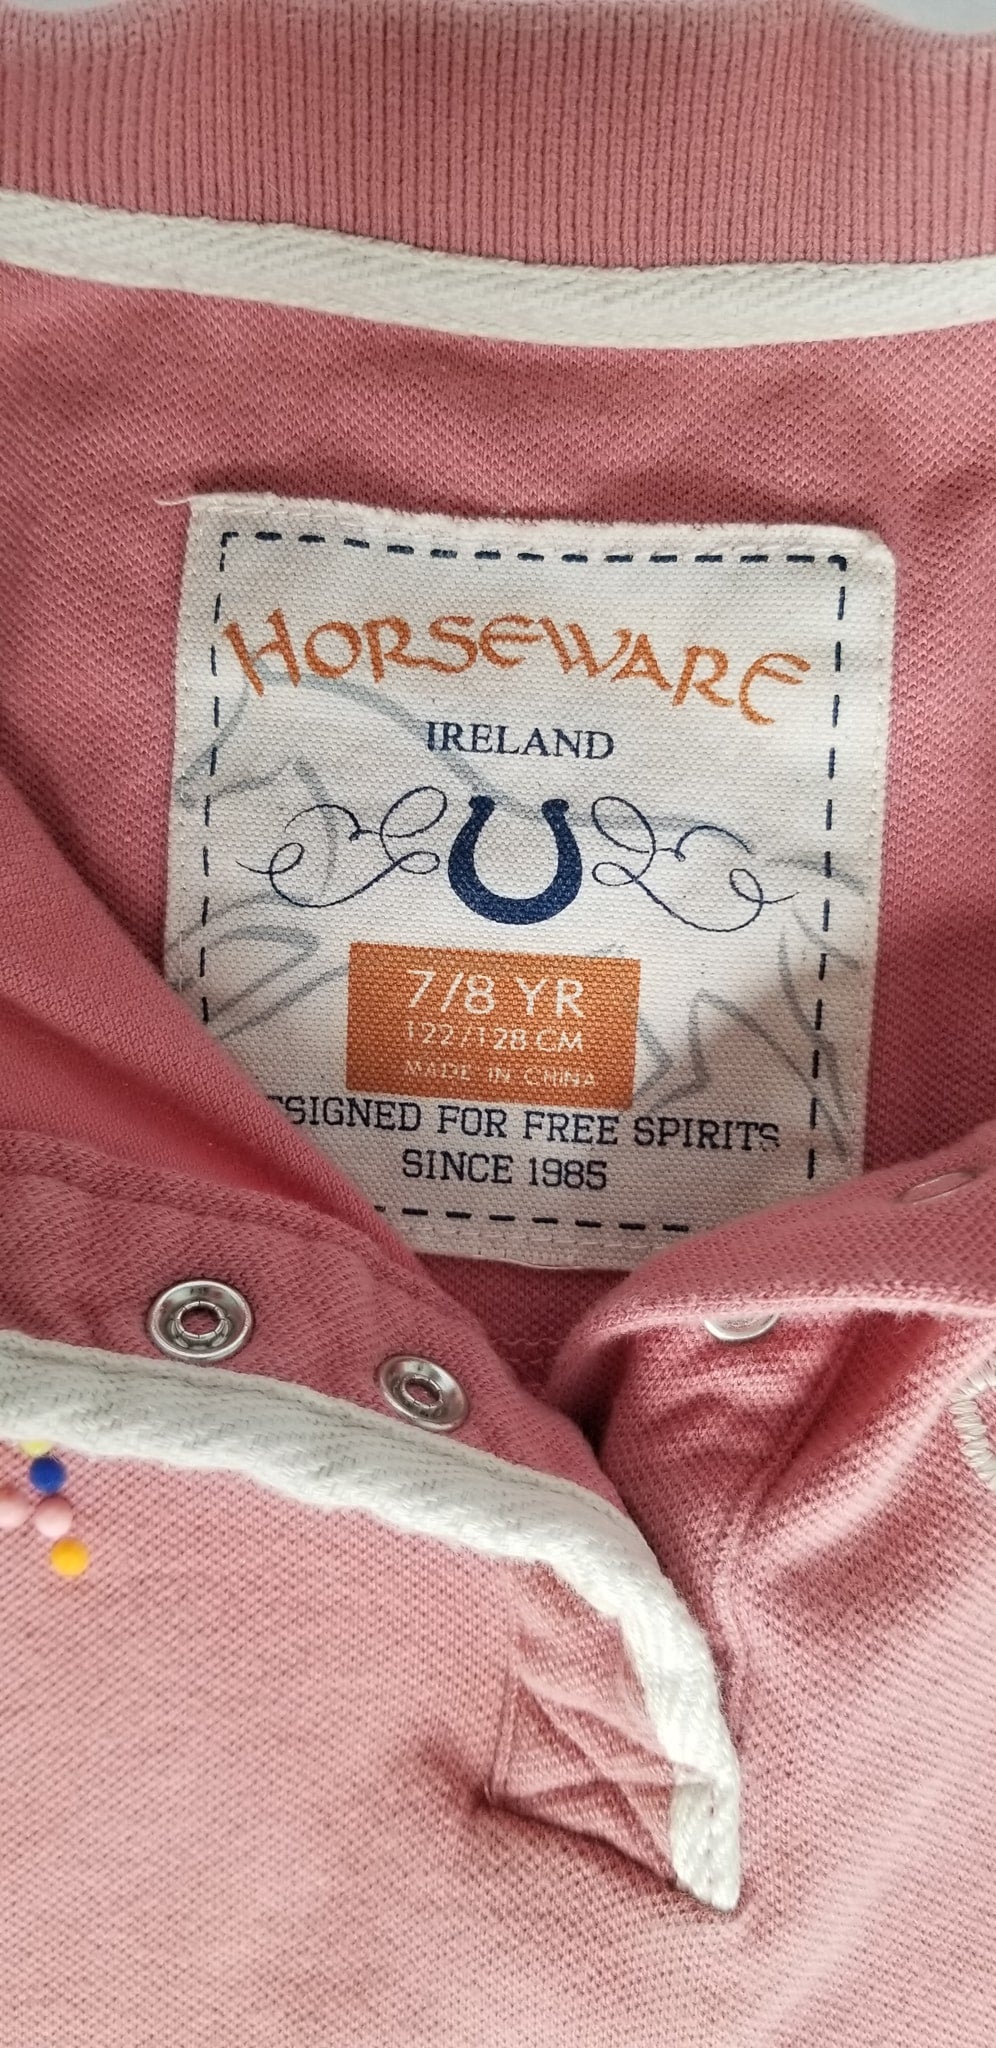 HORSEWARE
IRELAND
7/8 YR
122/128 CM
MADE IN CHINA
ESIGNED FOR FREE SPIRITS
SINCE 1985